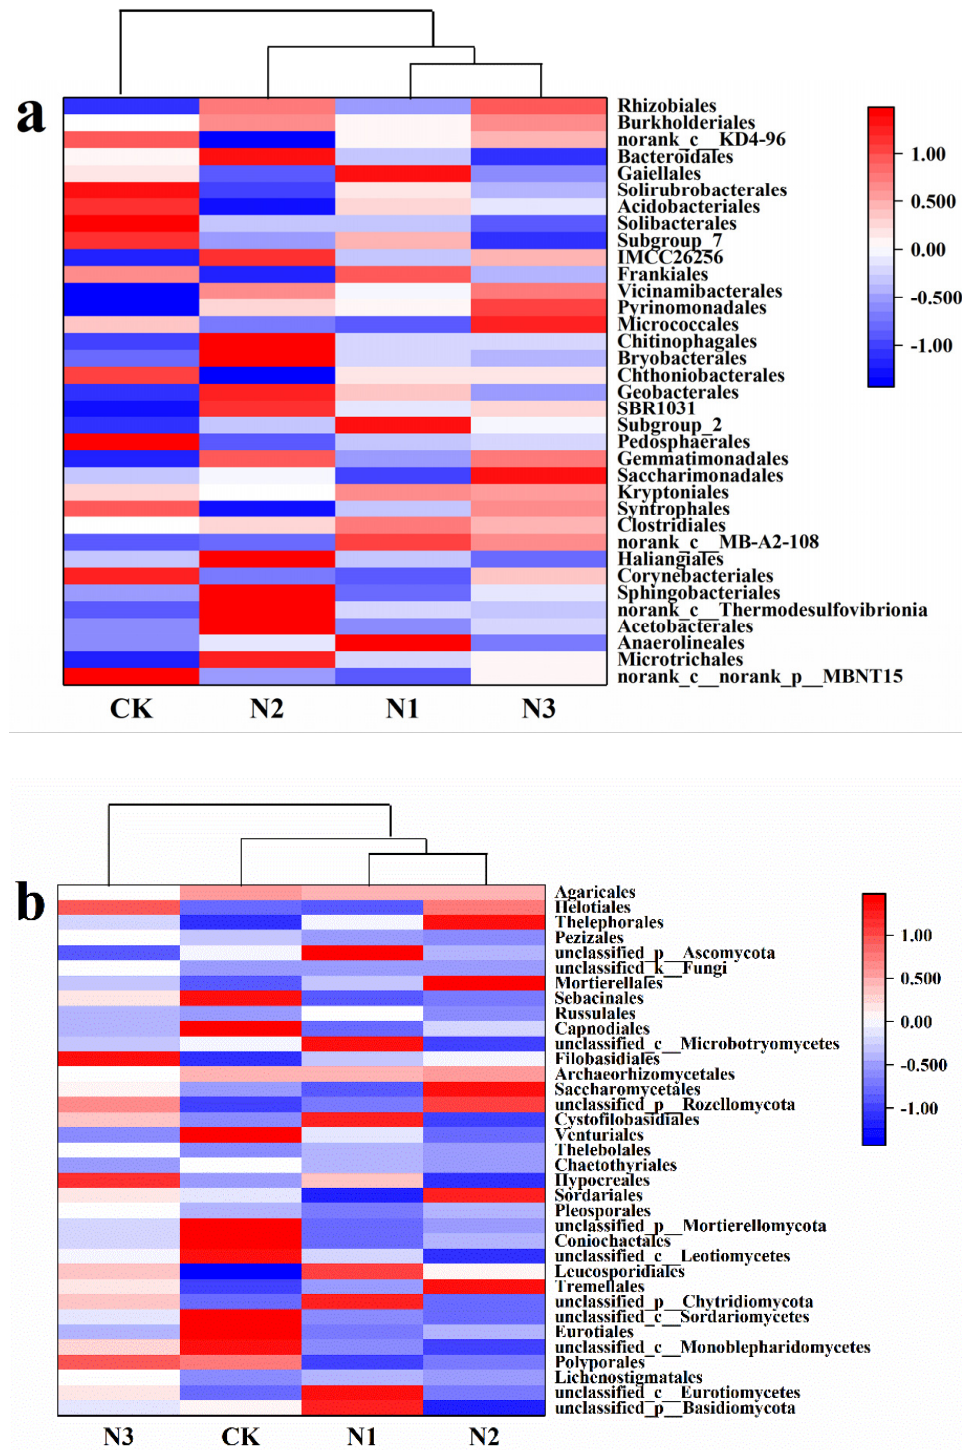 a
Rhizobiales
Burkholderiales
norank_c__KD4-96
Bacteroidales
Gaiellales
Solirubrobacterales
Acidobacteriales
Solibacterales
Subgroup_7
IMCC26256
Frankiales
Vicinamibacterales
Pyrinomonadales
Micrococcales
Chitinophagales
Bryobacterales
Chthoniobacterales
Geobacterales
SBR1031
Subgroup_2
Pedosphaerales
Gemmatimonadales
Saccharimonadales
Kryptoniales
Syntrophales
Clostridiales
norank_c__MB-A2-108
Haliangiales
Corynebacteriales
Sphingobacteriales
norank_c__Thermodesulfovibrionia
Acetobacterales
Anaerolineales
Microtrichales
norank_c__norank_p__MBNT15
1.00
0.500
0.00
-0.500
-1.00
CK N2 N1 N3
b
Agaricales
Helotiales
Thelephorales
Pezizales
unclassified_p__Ascomycota
unclassified_k__Fungi
Mortierellales
Sebacinales
Russulales
Capnodiales
unclassified_c__Microbotryomycetes
Filobasidiales
Archaeorhizomycetales
Saccharomycetales
unclassified_p__Rozellomycota
Cystofilobasidiales
Venturiales
Thelebolales
Chaetothyriales
Hypocreales
Sordariales
Pleosporales
unclassified_p__Mortierellomycota
Coniochaetales
unclassified_c__Leotiomycetes
Leucosporidiales
Tremellales
unclassified_p__Chytridiomycota
unclassified_c__Sordariomycetes
Eurotiales
unclassified_c__Monoblepharidomycetes
Polyporales
Lichenostigmatales
unclassified_c__Eurotiomycetes
unclassified_p__Basidiomycota
1.00
0.500
0.00
-0.500
-1.00
N3 CK N1 N2